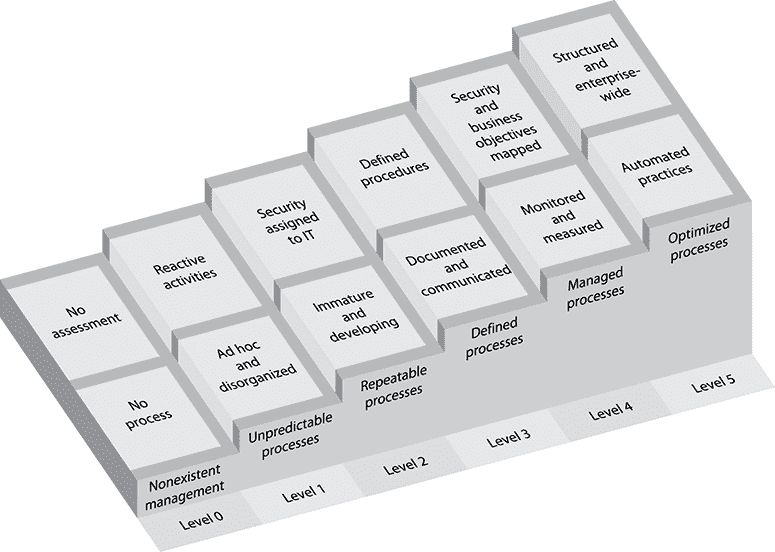 No
assessment
No
process
Nonexistent
management
Level 0
Reactive
activities
Ad hoc
and
disorganized
Unpredictable
processes
Level 1
Security
assigned
to IT
Immature
and
developing
Repeatable
processes
Level 2
Defined
procedures
Documented
and
communicated
Defined
processes
Level 3
Security
and
business
objectives
mapped
Monitored
and
measured
Managed
processes
Level 4
Structured
and
enterprise-
wide
Automated
practices
Optimized
processes
Level 5